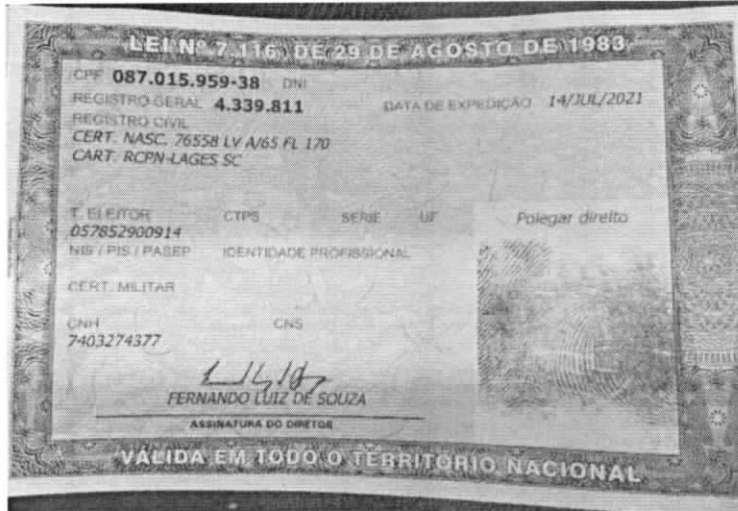 LEI Nº 7.116, DE 29 DE AGOSTO DE 1983
CPF 087.015.959-38 DNI
REGISTRO GERAL 4.339.811 DATA DE EXPEDIÇÃO 14/JUL/2021
REGISTRO CIVIL
CERT. NASC. 76558 LV A/65 FL 170
CART. RCPN-LAGES SC
T. ELEITOR CTPS SERIE UF Polegar direito
057852900914
NIS / PIS / PASEP IDENTIDADE PROFISSIONAL
CERT. MILITAR
CNH CNS
7403274377
FERNANDO LUIZ DE SOUZA
ASSINATURA DO DIRETOR
VÁLIDA EM TODO O TERRITÓRIO NACIONAL